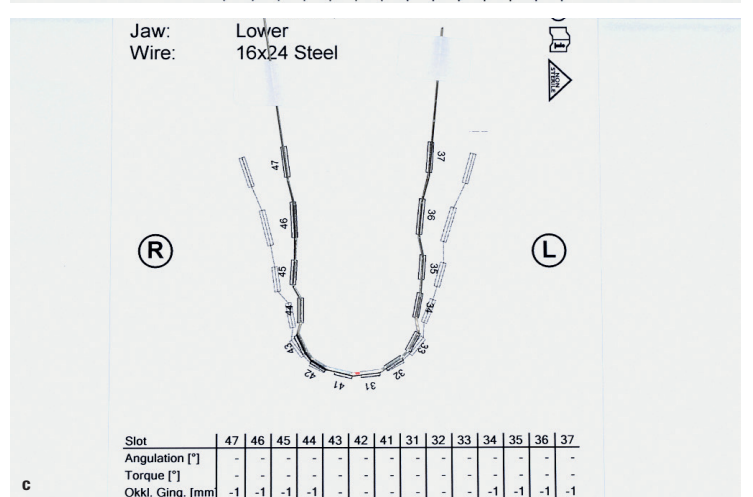 Jaw: Lower
Wire: 16x24 Steel
NON STERILE
47
37
46
36
R
L
45
35
44
34
43
33
42
32
41
31
Slot 47 46 45 44 43 42 41 31 32 33 34 35 36 37
Angulation [°] - - - - - - - - - - - - - -
Torque [°] - - - - - - - - - - - - - -
Okkl. Ging. [mm] -1 -1 -1 -1 - - - - - - -1 -1 -1 -1
c